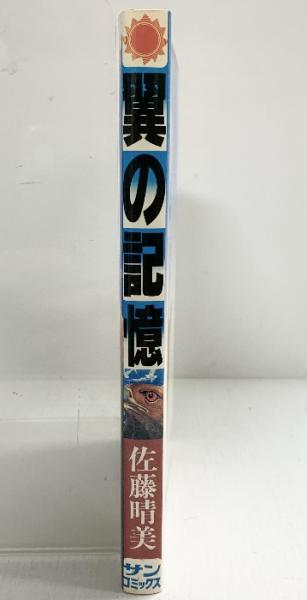 翼の記憶
佐藤晴美
サン
コミックス